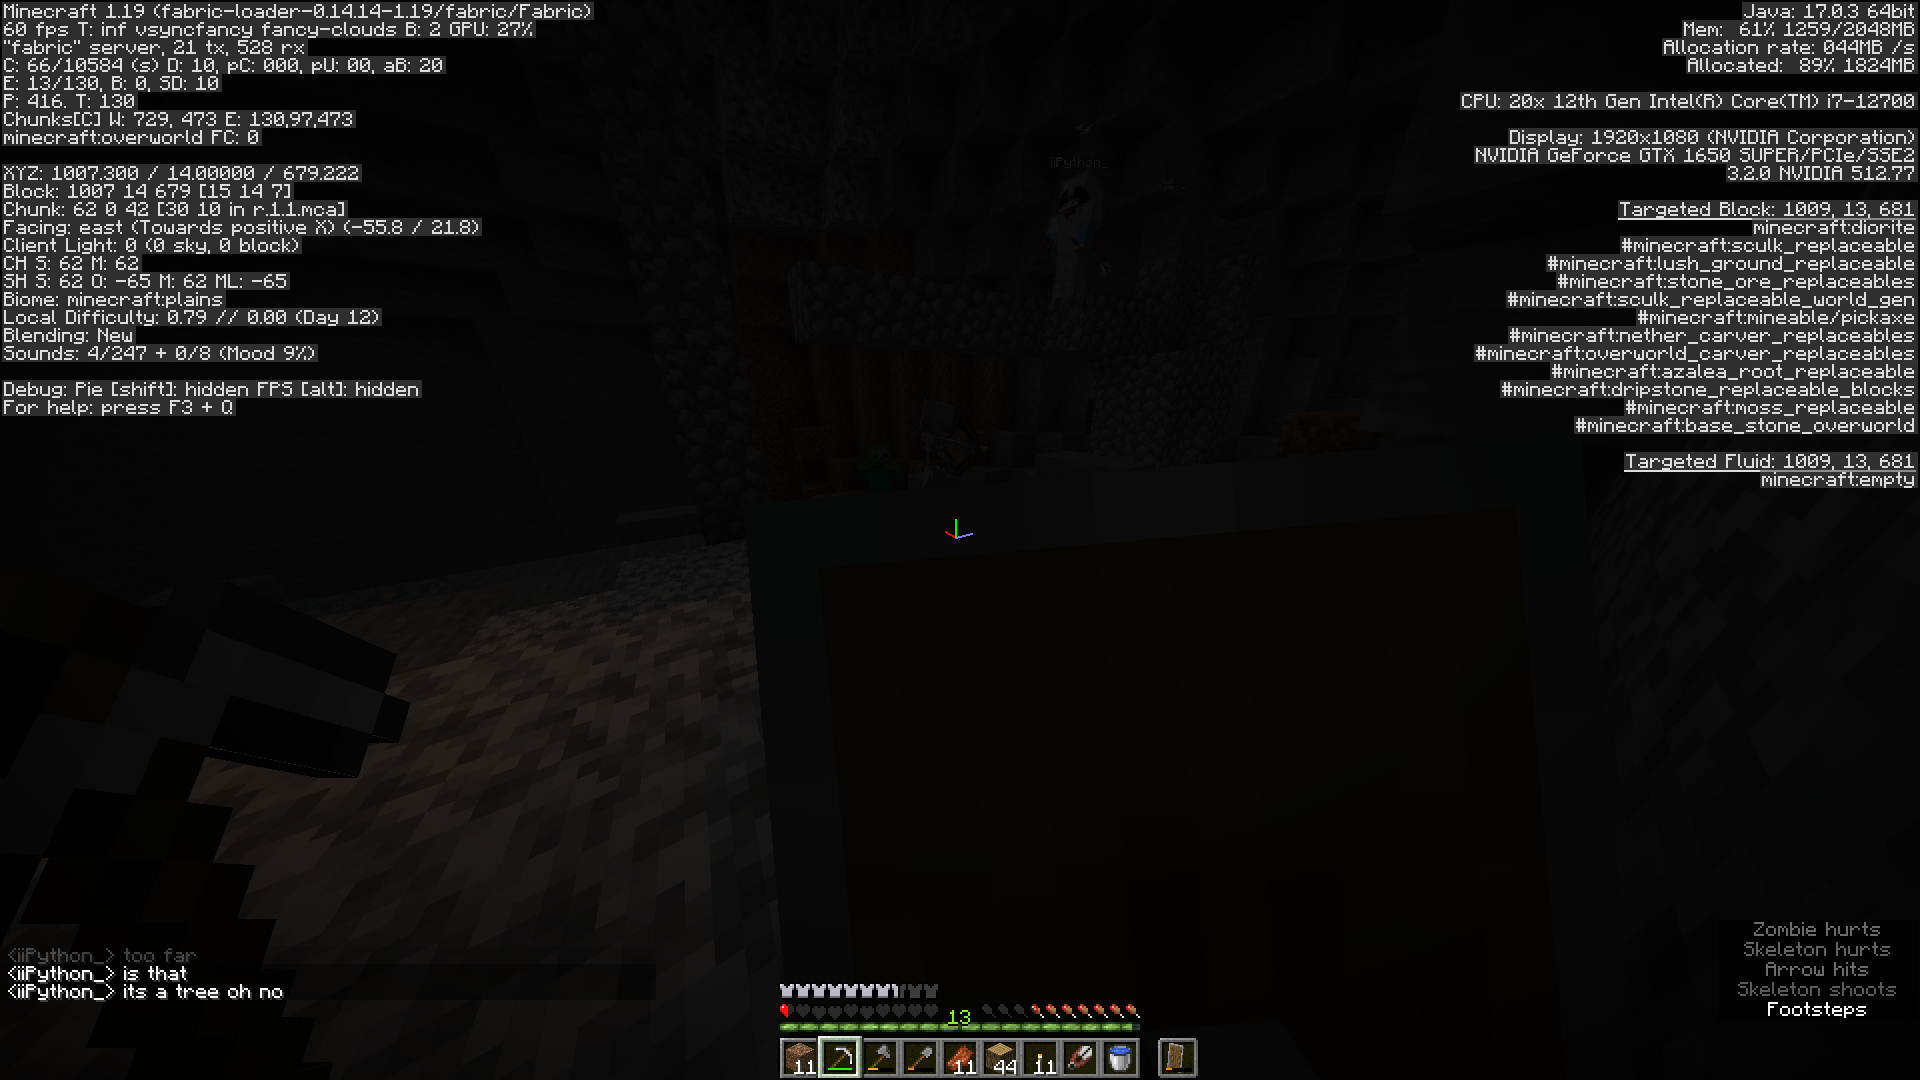 Minecraft 1.19 (fabric-loader-0.14.14-1.19/fabric/Fabric)
60 fps T: inf vsyncfancy fancy-clouds B: 2 GPU: 27%
"fabric" server, 21 tx, 528 rx
C: 66/10584 (s) D: 10, pC: 000, pU: 00, aB: 20
E: 13/130, B: 0, SD: 10
P: 416. T: 130
Chunks[C] W: 729, 473 E: 130,97,473
minecraft:overworld FC: 0
XYZ: 1007.300 / 14.00000 / 679.222
Block: 1007 14 679 [15 14 7]
Chunk: 62 0 42 [30 10 in r.1.1.mca]
Facing: east (Towards positive X) (-55.8 / 21.8)
Client Light: 0 (0 sky, 0 block)
CH S: 62 M: 62
SH S: 62 O: -65 M: 62 ML: -65
Biome: minecraft:plains
Local Difficulty: 0.79 // 0.00 (Day 12)
Blending: New
Sounds: 4/247 + 0/8 (Mood 9%)
Debug: Pie [shift]: hidden FPS [alt]: hidden
For help: press F3 + Q
Java: 17.0.3 64bit
Mem: 61% 1259/2048MB
Allocation rate: 044MB /s
Allocated: 89% 1824MB
CPU: 20x 12th Gen Intel(R) Core(TM) i7-12700
Display: 1920x1080 (NVIDIA Corporation)
NVIDIA GeForce GTX 1650 SUPER/PCIe/SSE2
3.2.0 NVIDIA 512.77
Targeted Block: 1009, 13, 681
minecraft:diorite
#minecraft:sculk_replaceable
#minecraft:lush_ground_replaceable
#minecraft:stone_ore_replaceables
#minecraft:sculk_replaceable_world_gen
#minecraft:mineable/pickaxe
#minecraft:nether_carver_replaceables
#minecraft:overworld_carver_replaceables
#minecraft:azalea_root_replaceable
#minecraft:dripstone_replaceable_blocks
#minecraft:moss_replaceable
#minecraft:base_stone_overworld
Targeted Fluid: 1009, 13, 681
minecraft:empty
iiPython_
<iiPython_> too far
<iiPython_> is that
<iiPython_> its a tree oh no
Zombie hurts
Skeleton hurts
Arrow hits
Skeleton shoots
Footsteps
13
11 11 44 11